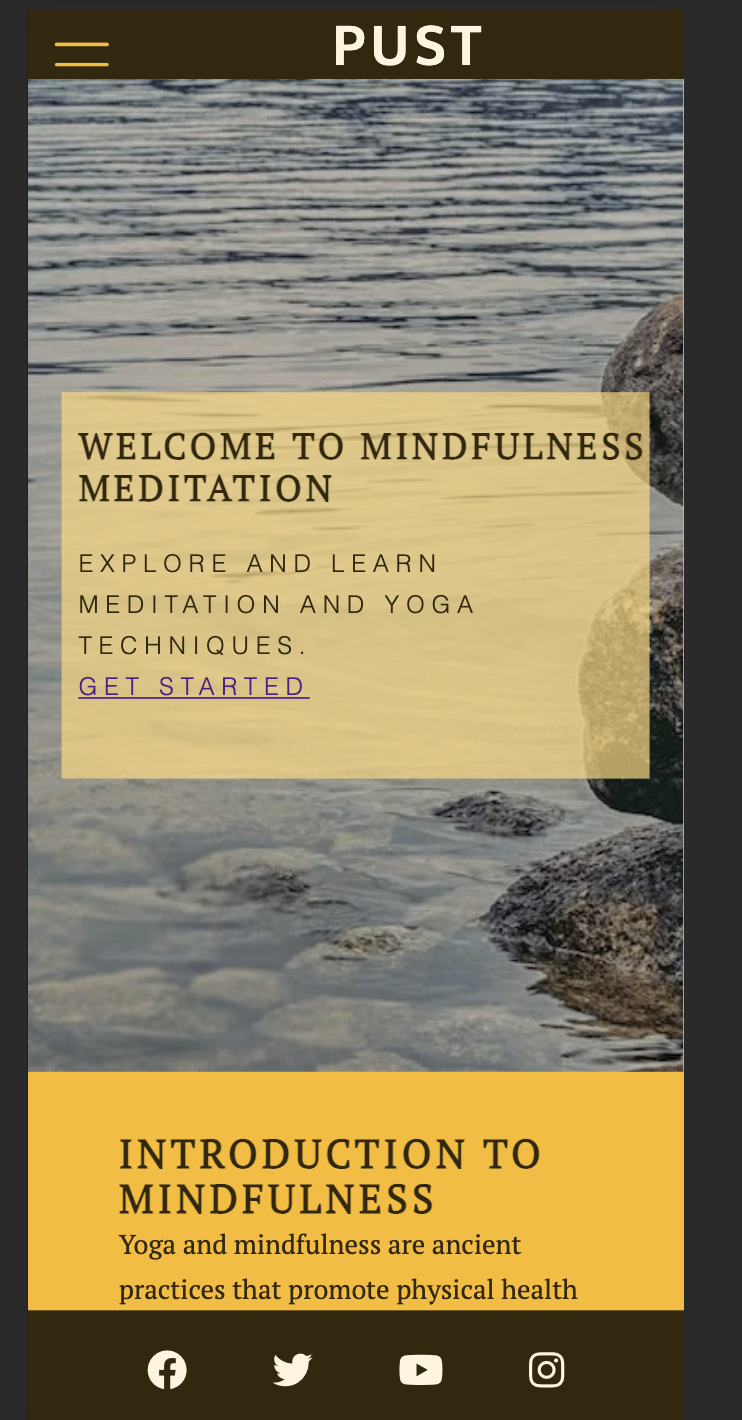 PUST
WELCOME TO MINDFULNESS
MEDITATION
EXPLORE AND LEARN
MEDITATION AND YOGA
TECHNIQUES.
GET STARTED
INTRODUCTION TO
MINDFULNESS
Yoga and mindfulness are ancient
practices that promote physical health